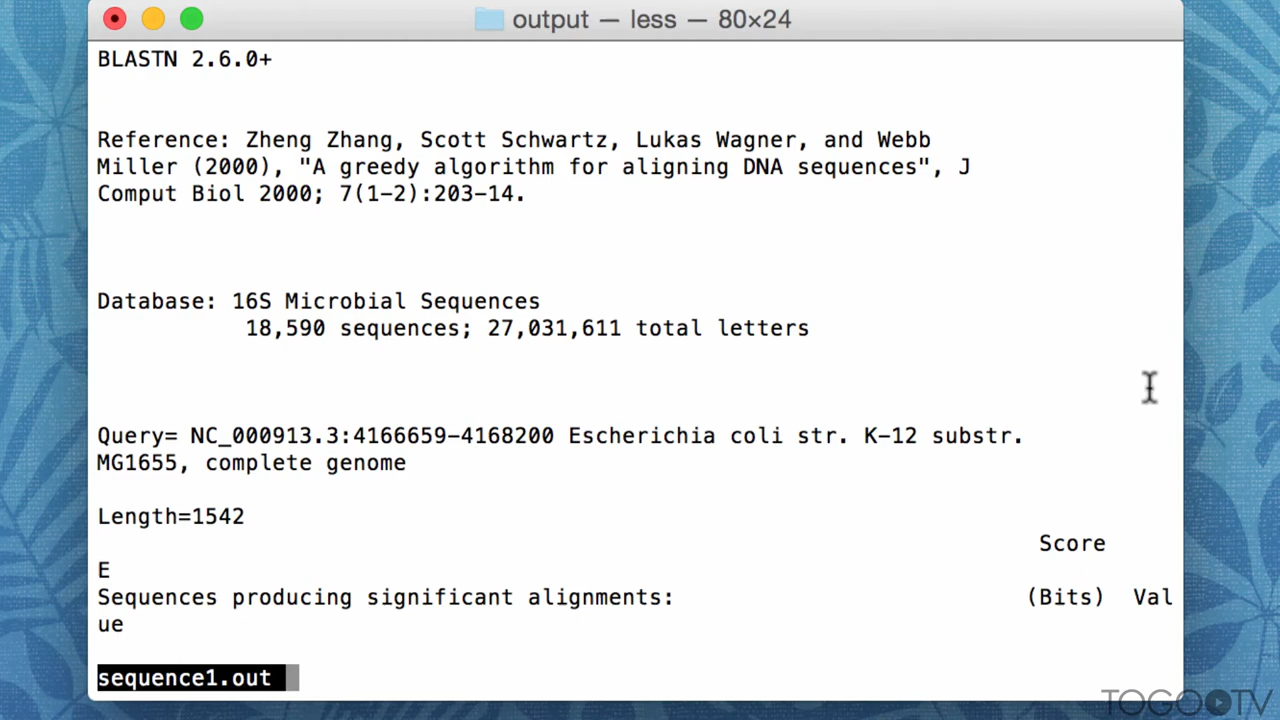 output — less — 80×24
BLASTN 2.6.0+
Reference: Zheng Zhang, Scott Schwartz, Lukas Wagner, and Webb
Miller (2000), "A greedy algorithm for aligning DNA sequences", J
Comput Biol 2000; 7(1-2):203-14.
Database: 16S Microbial Sequences
18,590 sequences; 27,031,611 total letters
Query= NC_000913.3:4166659-4168200 Escherichia coli str. K-12 substr.
MG1655, complete genome
Length=1542
Score
E
Sequences producing significant alignments: (Bits) Val
ue
sequence1.out
TOGO TV